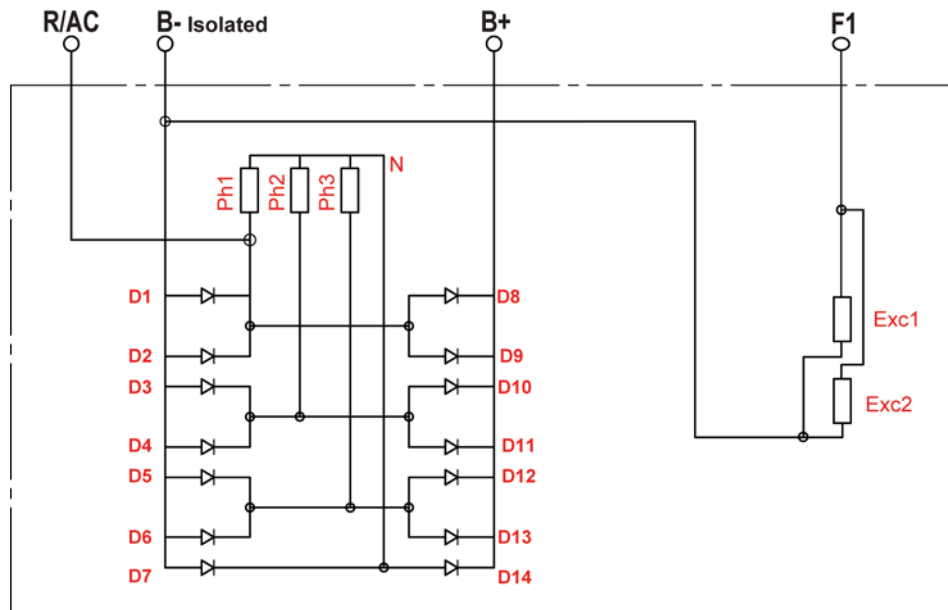 R/AC B- Isolated B+ F1
N
Ph1 Ph2 Ph3
D1 D8
Exc1
D2 D9
D3 D10
Exc2
D4 D11
D5 D12
D6 D13
D7 D14